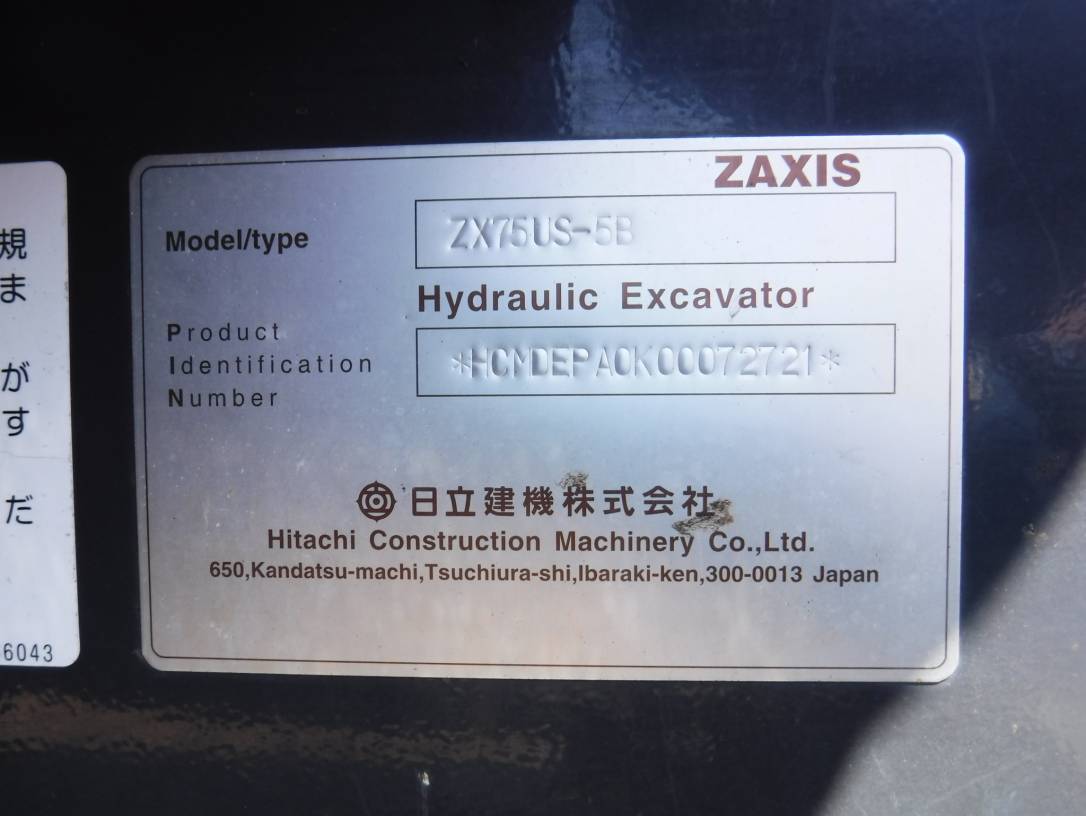 ZAXIS
Model/type ZX75US-5B
Hydraulic Excavator
Product
Identification *HCMDEPA0K00072721*
Number
日立建機株式会社
Hitachi Construction Machinery Co.,Ltd.
650,Kandatsu-machi,Tsuchiura-shi,Ibaraki-ken,300-0013 Japan
規
ま
が
す
だ
6043